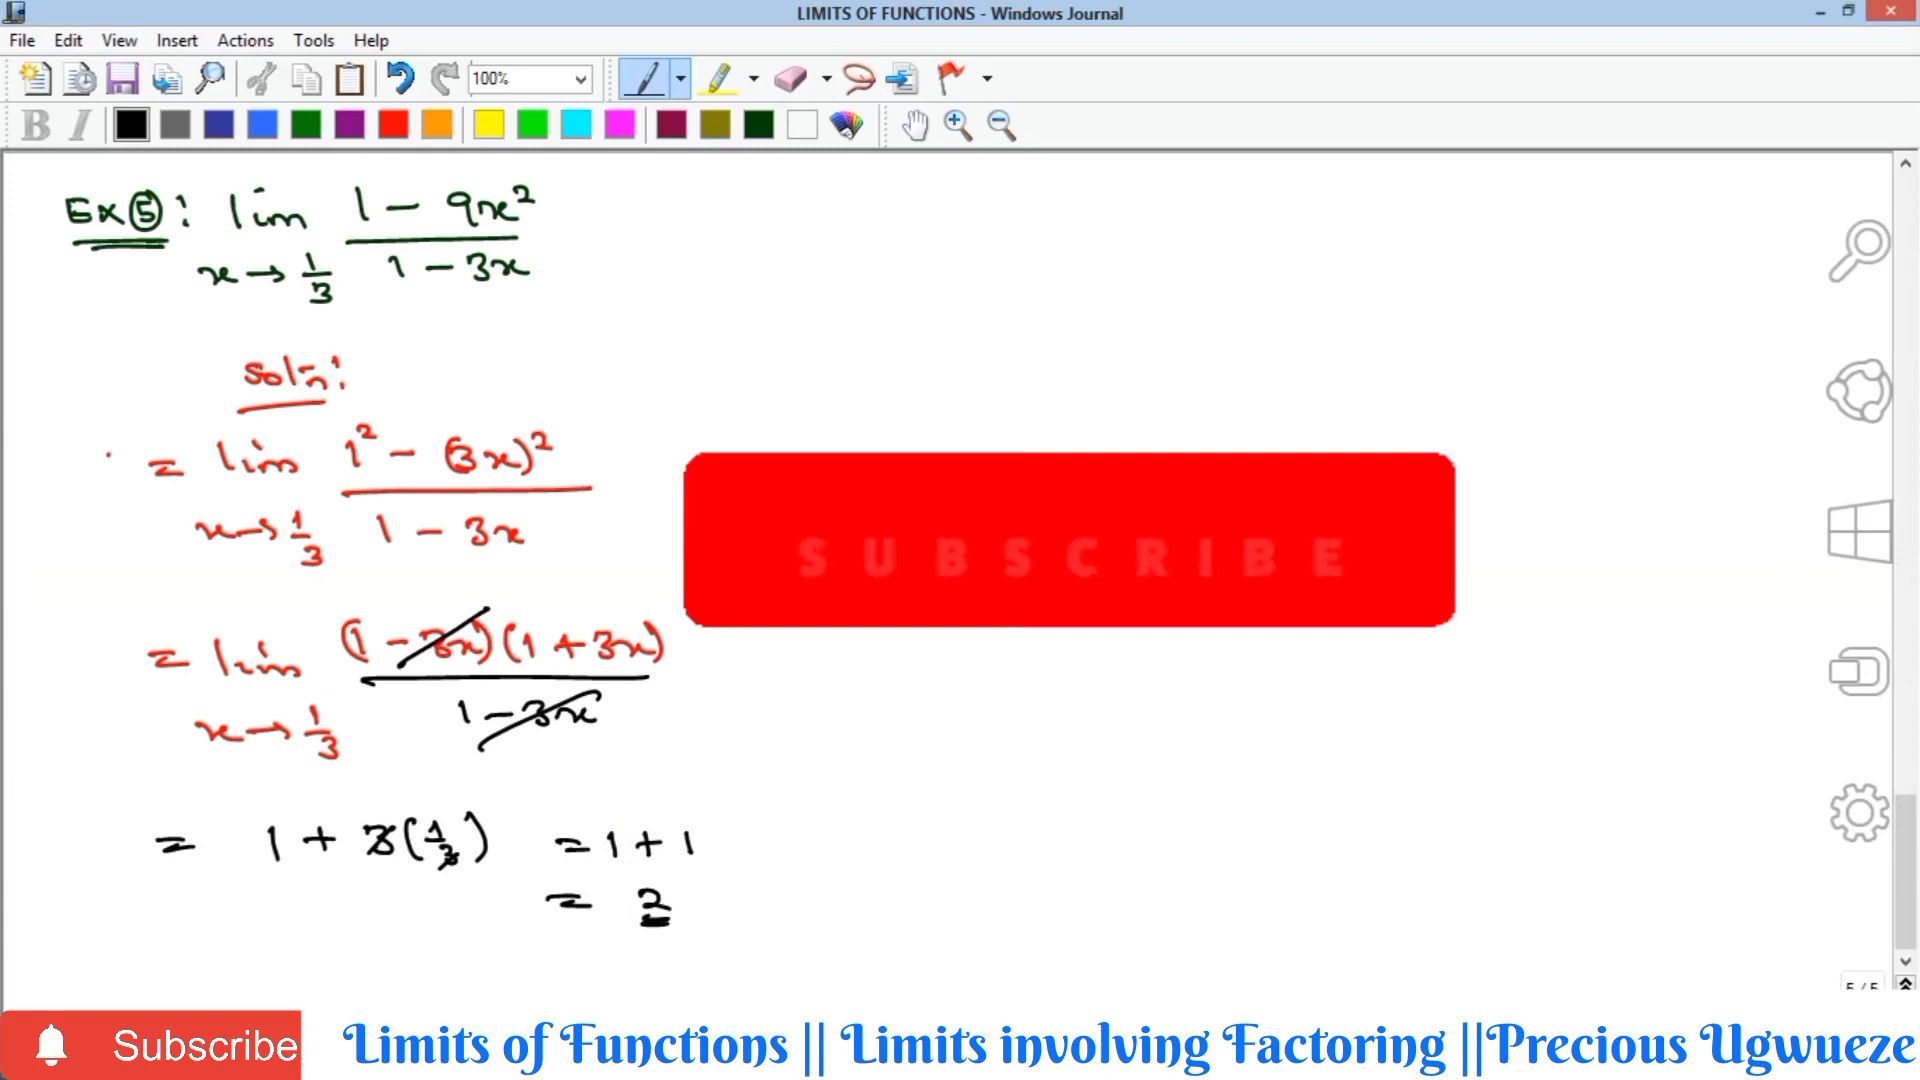 LIMITS OF FUNCTIONS - Windows Journal
File Edit View Insert Actions Tools Help
100%
B I
Ex⑤: lim 1 - 9x²
x→1/3 1 - 3x
soln:
= lim 1² - (3x)²
x→1/3 1 - 3x
= lim (1 - 3x)(1 + 3x)
x→1/3 1 - 3x
= 1 + 3(1/3) = 1 + 1
= 2
SUBSCRIBE
5 / 5
Subscribe
Limits of Functions || Limits involving Factoring ||Precious Ugwueze